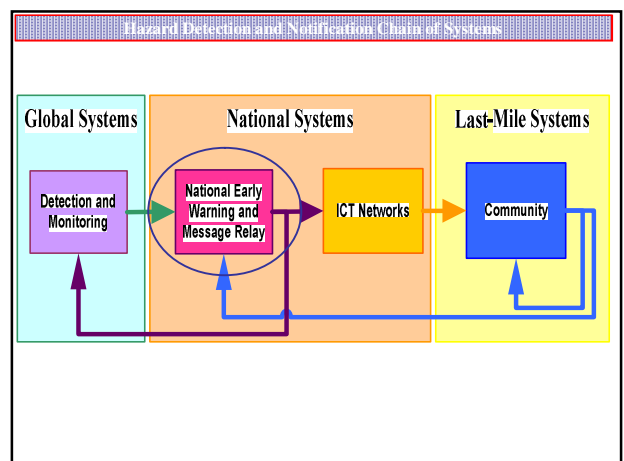 Hazard Detection and Notification Chain of Systems
Global Systems
National Systems
Last-Mile Systems
Detection and
Monitoring
National Early
Warning and
Message Relay
ICT Networks
Community